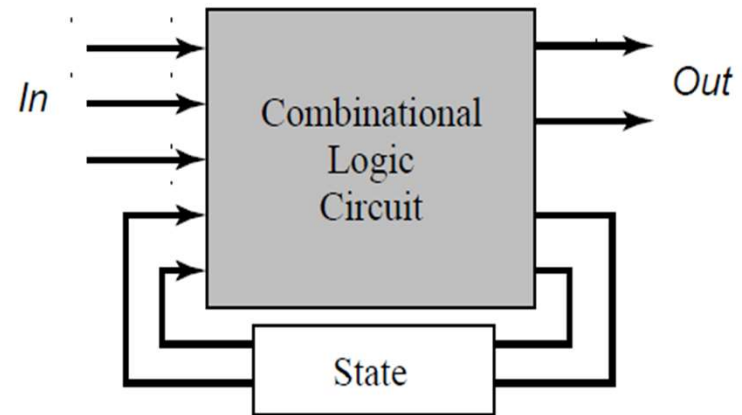 In
Combinational
Logic
Circuit
Out
State